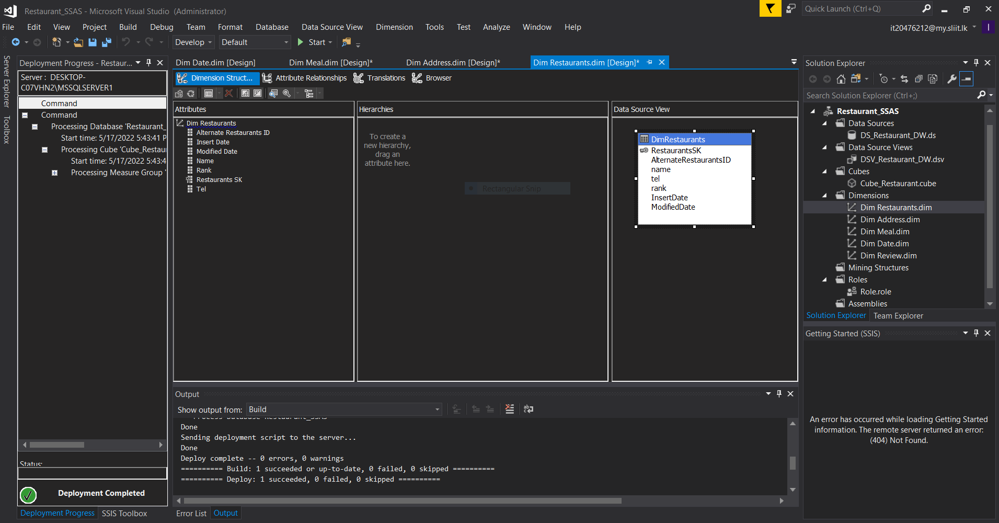 Restaurant_SSAS - Microsoft Visual Studio (Administrator)
Quick Launch (Ctrl+Q)
File Edit View Project Build Debug Team Format Database Data Source View Dimension Tools Test Analyze Window Help
it20476212@my.sliit.lk
I
Develop Default Start
Server Explorer
Toolbox
Deployment Progress - Restaur...
Server : DESKTOP-
C07VHN2\MSSQLSERVER1
Command
Command
Processing Database 'Restaurant_
Start time: 5/17/2022 5:43:41 P
Processing Cube 'Cube_Restau
Start time: 5/17/2022 5:43:4
Processing Measure Group '
Status:
Deployment Completed
Deployment Progress SSIS Toolbox
Dim Date.dim [Design] Dim Meal.dim [Design]* Dim Address.dim [Design]* Dim Restaurants.dim [Design]*
Dimension Struct... Attribute Relationships Translations Browser
Attributes
Dim Restaurants
Alternate Restaurants ID
Insert Date
Modified Date
Name
Rank
Restaurants SK
Tel
Hierarchies
To create a
new hierarchy,
drag an
attribute here.
Rectangular Snip
Data Source View
DimRestaurants
RestaurantsSK
AlternateRestaurantsID
name
tel
rank
InsertDate
ModifiedDate
Output
Show output from: Build
Process Database Restaurant_SSAS
Done
Sending deployment script to the server...
Done
Deploy complete -- 0 errors, 0 warnings
========== Build: 1 succeeded or up-to-date, 0 failed, 0 skipped ==========
========== Deploy: 1 succeeded, 0 failed, 0 skipped ==========
Error List Output
Solution Explorer
Search Solution Explorer (Ctrl+;)
Restaurant_SSAS
Data Sources
DS_Restaurant_DW.ds
Data Source Views
DSV_Restaurant_DW.dsv
Cubes
Cube_Restaurant.cube
Dimensions
Dim Restaurants.dim
Dim Address.dim
Dim Meal.dim
Dim Date.dim
Dim Review.dim
Mining Structures
Roles
Role.role
Assemblies
Solution Explorer Team Explorer
Getting Started (SSIS)
An error has occurred while loading Getting Started
information. The remote server returned an error:
(404) Not Found.